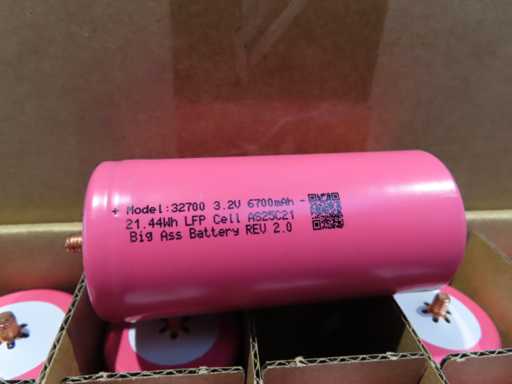 + Model:32700 3.2V 6700mAh -
21.44Wh LFP Cell AS25C21
Big Ass Battery REV 2.0